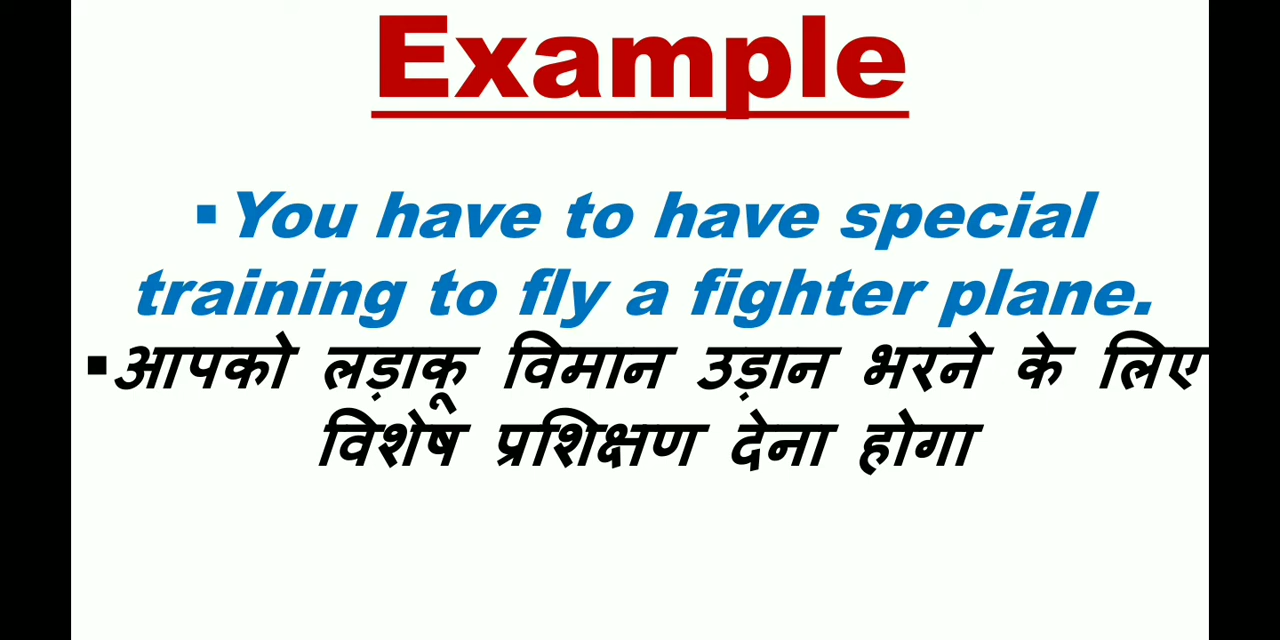 Example
▪You have to have special
training to fly a fighter plane.
▪आपको लड़ाकू विमान उड़ान भरने के लिए
विशेष प्रशिक्षण देना होगा